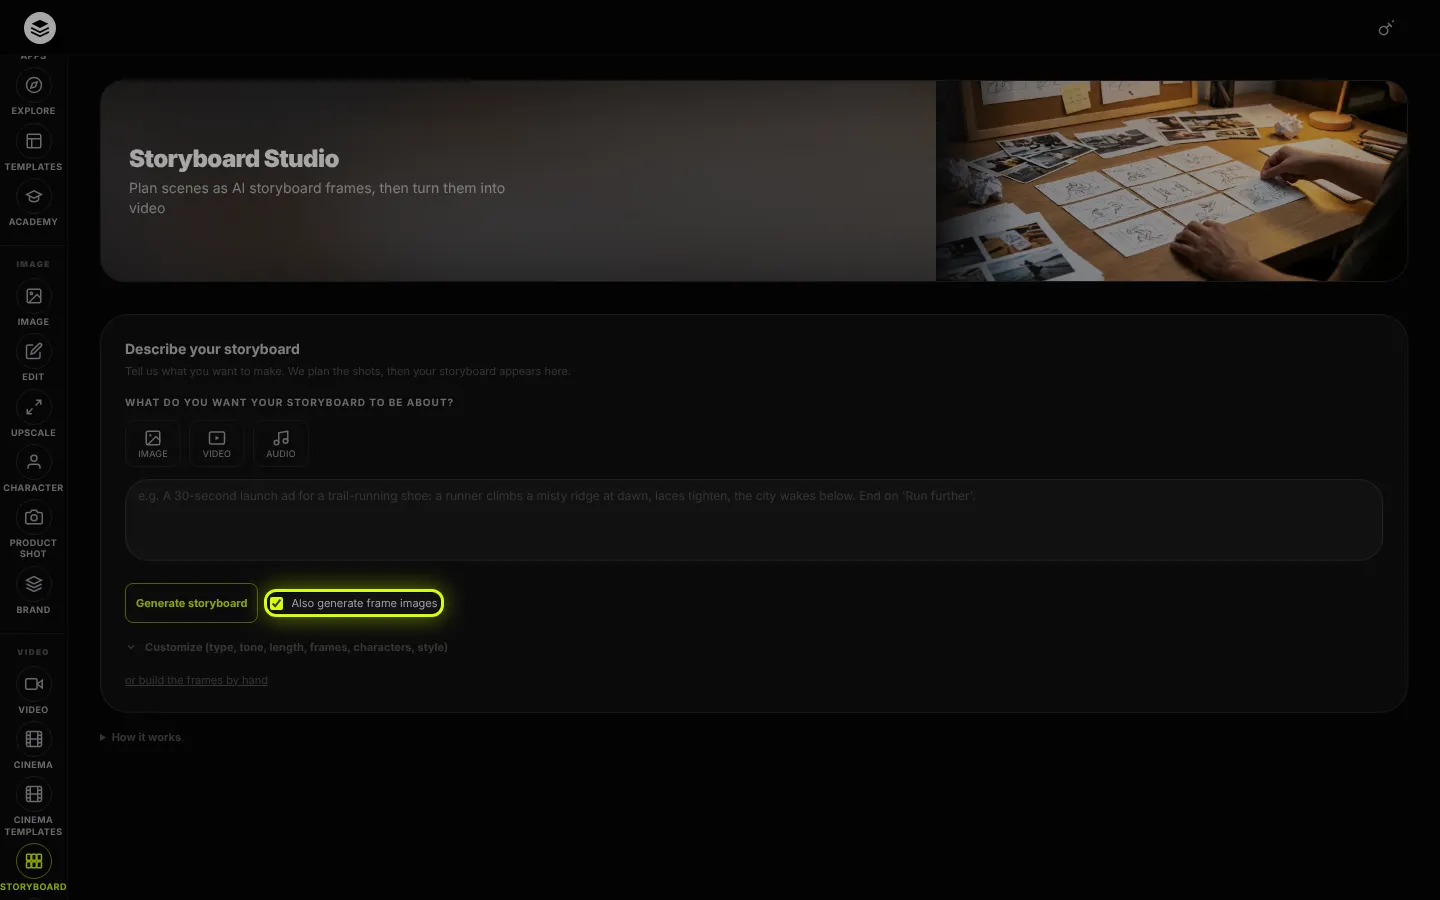 APPS
EXPLORE
TEMPLATES
ACADEMY
IMAGE
IMAGE
EDIT
UPSCALE
CHARACTER
PRODUCT
SHOT
BRAND
VIDEO
VIDEO
CINEMA
CINEMA
TEMPLATES
STORYBOARD
Storyboard Studio
Plan scenes as AI storyboard frames, then turn them into
video
Describe your storyboard
Tell us what you want to make. We plan the shots, then your storyboard appears here.
WHAT DO YOU WANT YOUR STORYBOARD TO BE ABOUT?
IMAGE VIDEO AUDIO
e.g. A 30-second launch ad for a trail-running shoe: a runner climbs a misty ridge at dawn, laces tighten, the city wakes below. End on 'Run further'.
Generate storyboard Also generate frame images
Customize (type, tone, length, frames, characters, style)
or build the frames by hand
How it works